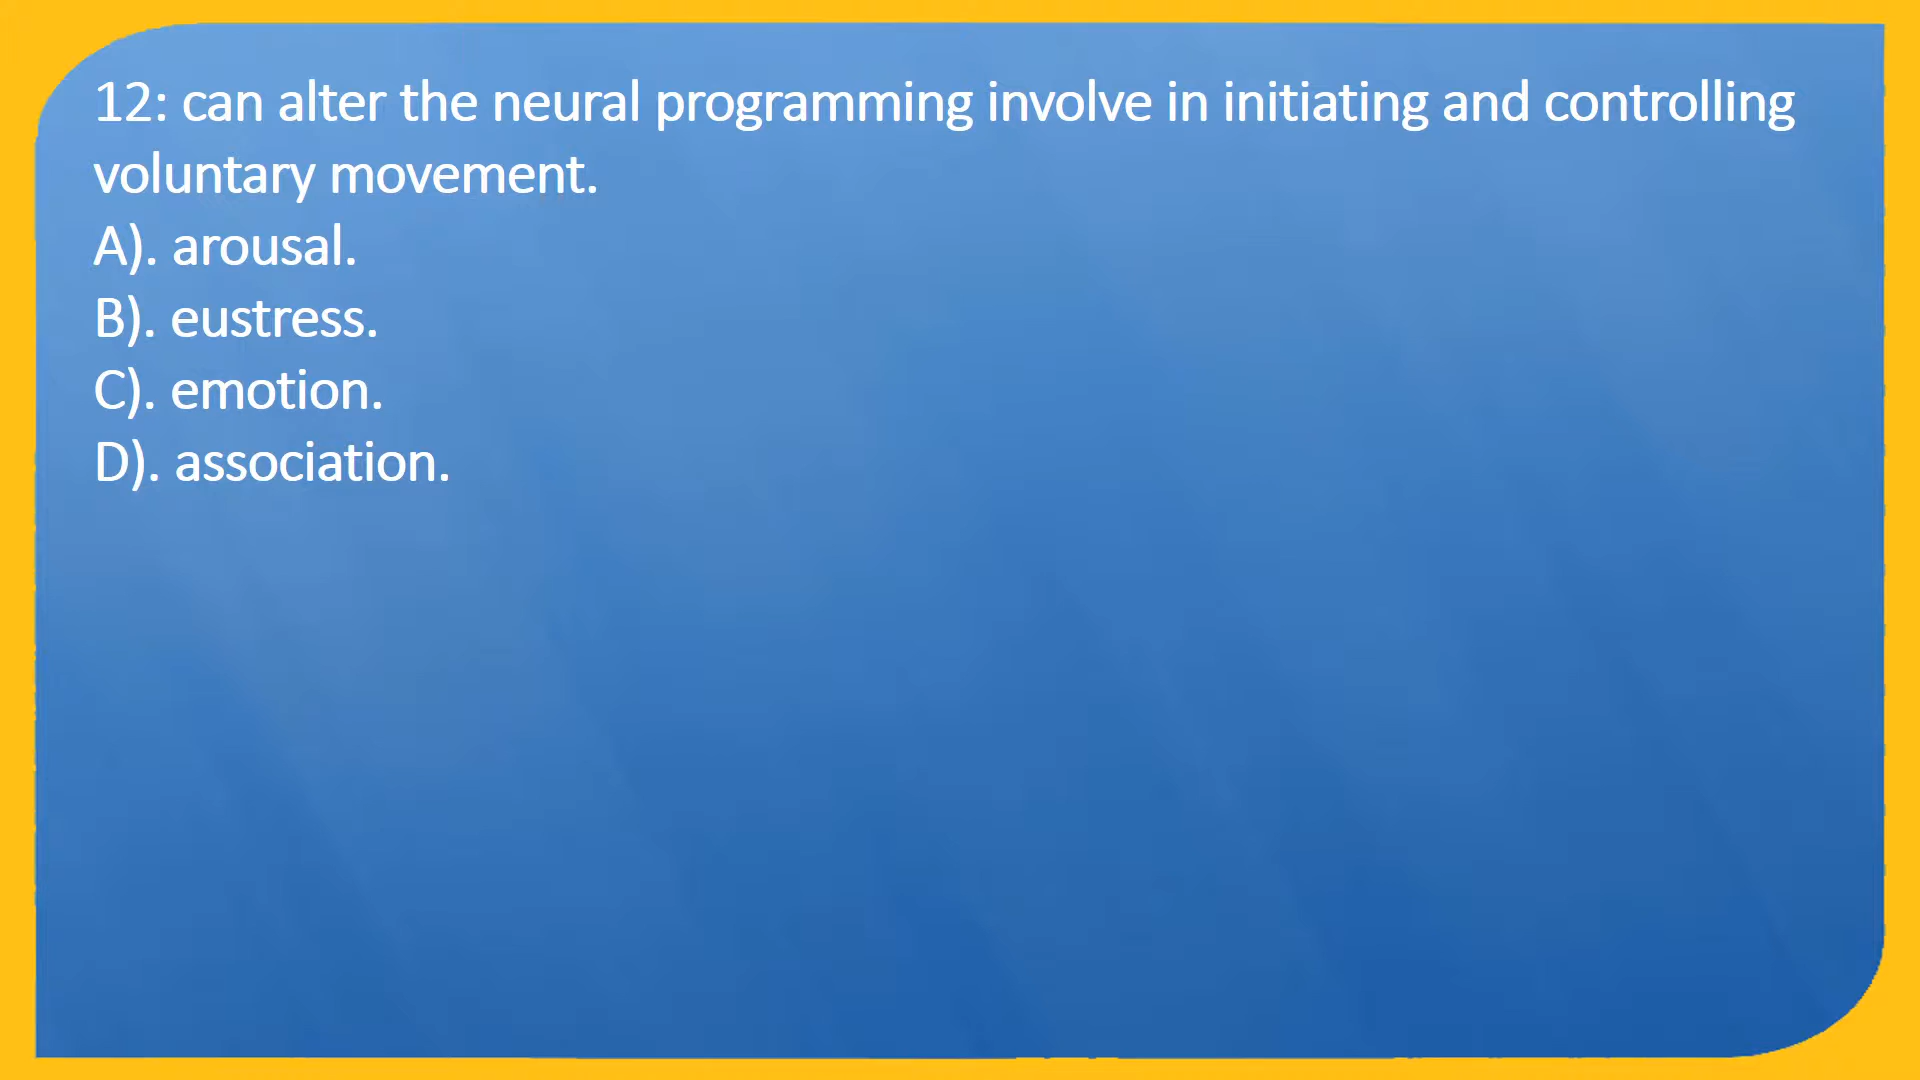 12: can alter the neural programming involve in initiating and controlling
voluntary movement.
A). arousal.
B). eustress.
C). emotion.
D). association.